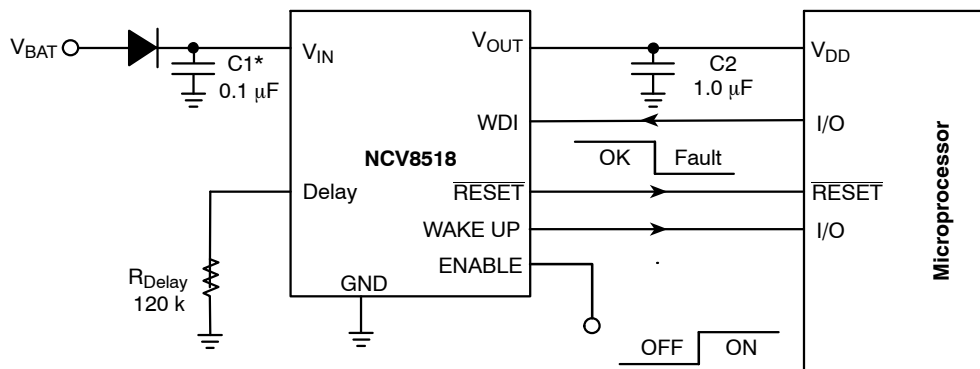 V_BAT
C1*
0.1 μF
V_IN
V_OUT
C2
1.0 μF
V_DD
WDI
I/O
NCV8518
OK
Fault
Delay
RESET
RESET
WAKE UP
I/O
ENABLE
R_Delay
120 k
GND
OFF
ON
Microprocessor